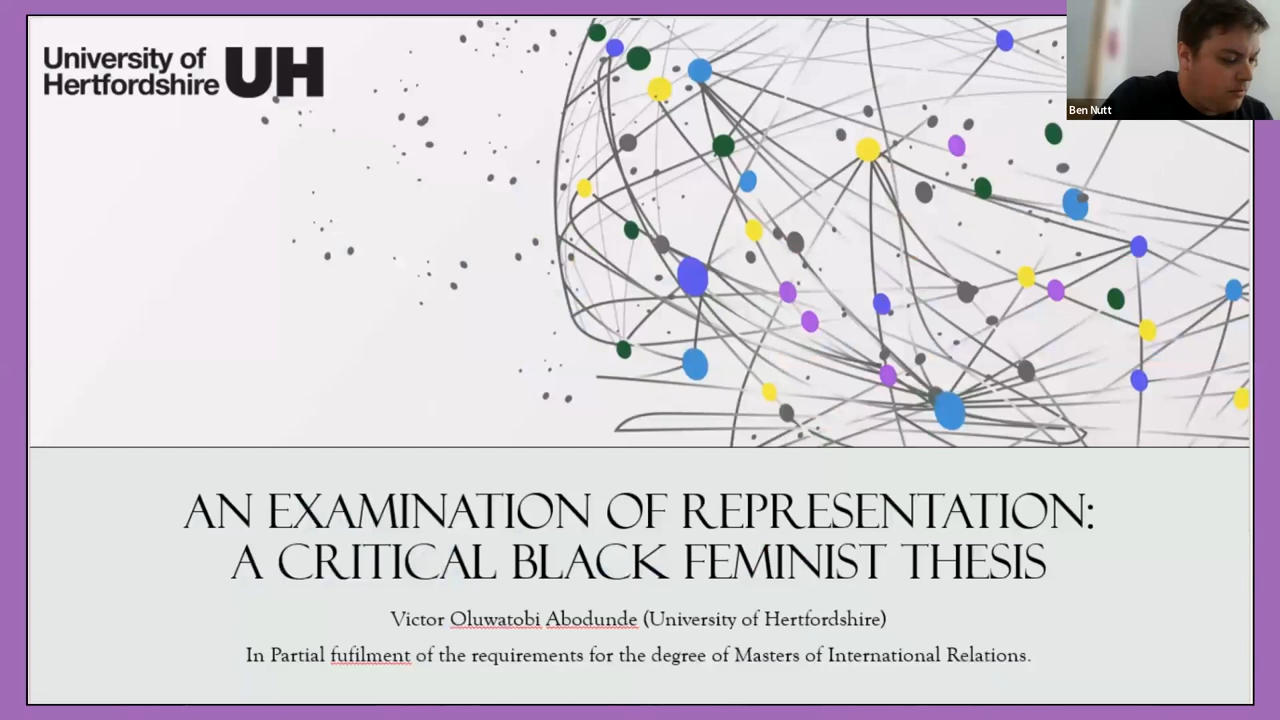 University of
Hertfordshire UH
Ben Nutt
AN EXAMINATION OF REPRESENTATION:
A CRITICAL BLACK FEMINIST THESIS
Victor Oluwatobi Abodunde (University of Hertfordshire)
In Partial fufilment of the requirements for the degree of Masters of International Relations.